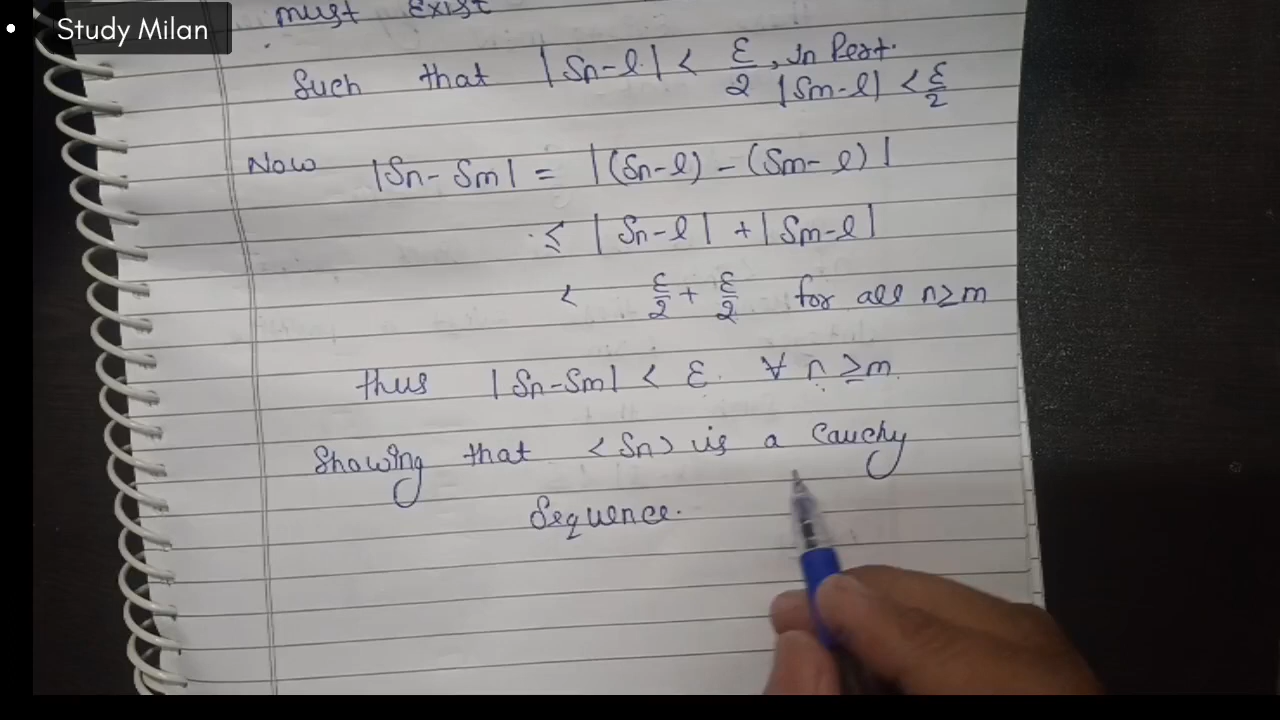 • Study Milan
must exist
Such that |Sn-l| < ε/2, In Part.
|Sm-l| < ε/2
Now |Sn-Sm| = |(Sn-l) - (Sm-l)|
≤ |Sn-l| + |Sm-l|
< ε/2 + ε/2 for all n≥m
thus |Sn-Sm| < ε. ∀ n ≥m
Showing that <Sn> is a Cauchy
Sequence.